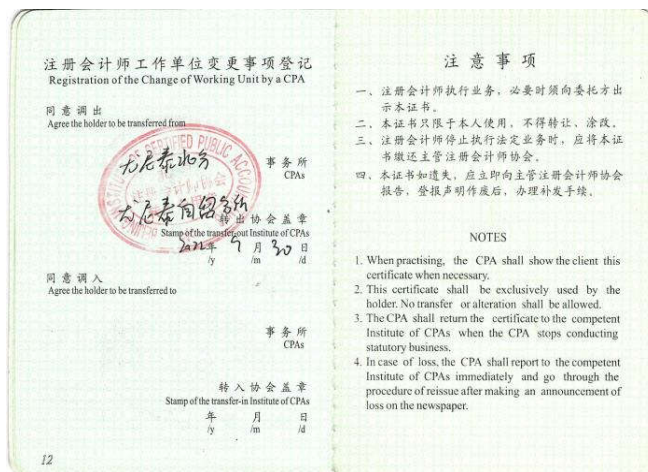 注册会计师工作单位变更事项登记
Registration of the Change of Working Unit by a CPA
同意调出
Agree the holder to be transferred from
事务所
CPAs
转出协会盖章
Stamp of the transfer-out Institute of CPAs
2022年 9月 30日
/y /m /d
同意调入
Agree the holder to be transferred to
事务所
CPAs
转入协会盖章
Stamp of the transfer-in Institute of CPAs
年 月 日
/y /m /d
12
注意事项
一、注册会计师执行业务，必要时须向委托方出
示本证书。
二、本证书只限于本人使用，不得转让、涂改。
三、注册会计师停止执行法定业务时，应将本证
书缴还主管注册会计师协会。
四、本证书如遗失，应立即向主管注册会计师协会
报告，登报声明作废后，办理补发手续。
NOTES
1. When practising, the CPA shall show the client this
certificate when necessary.
2. This certificate shall be exclusively used by the
holder. No transfer or alteration shall be allowed.
3. The CPA shall return the certificate to the competent
Institute of CPAs when the CPA stops conducting
statutory business.
4. In case of loss, the CPA shall report to the competent
Institute of CPAs immediately and go through the
procedure of reissue after making an announcement of
loss on the newspaper.